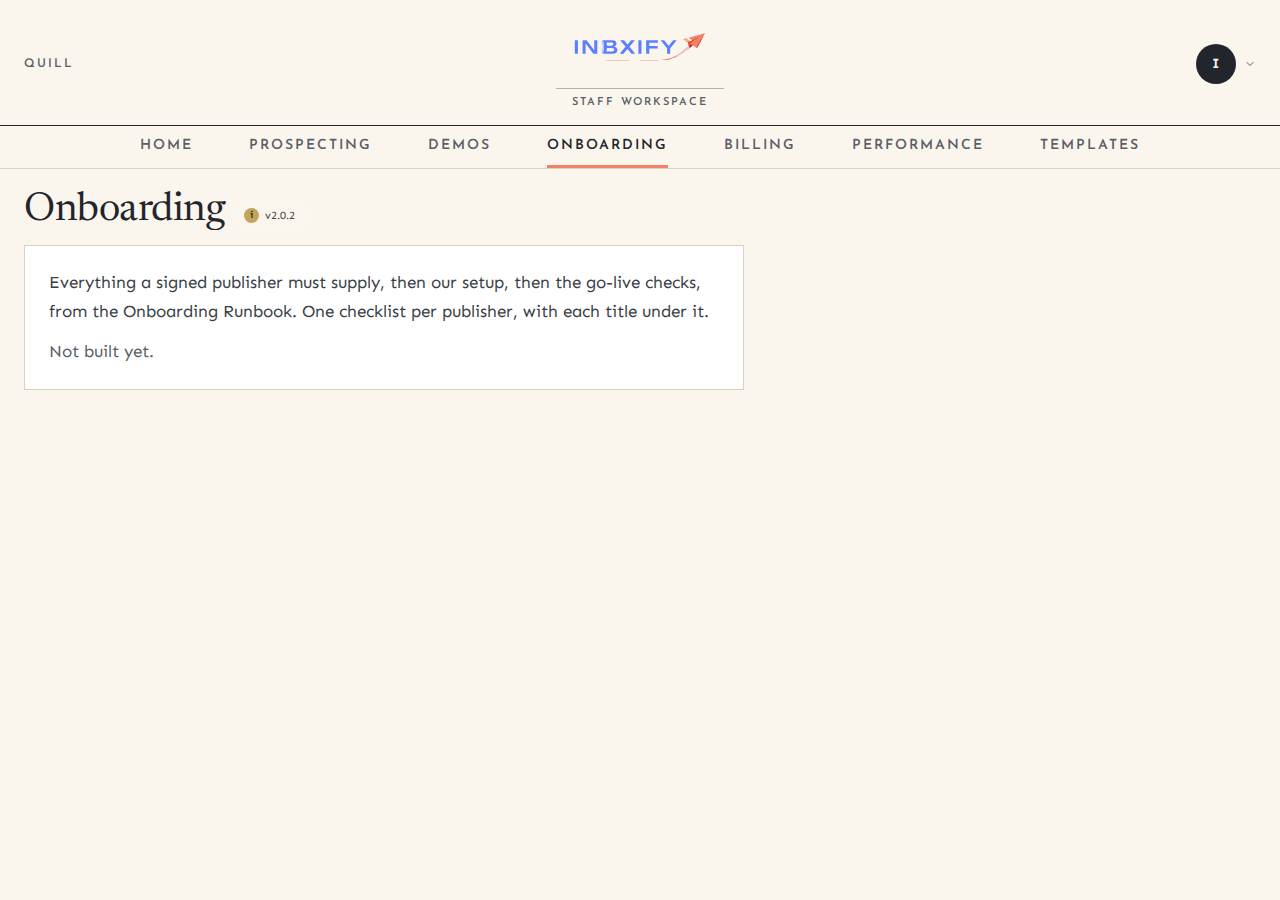 QUILL
INBXIFY
STAFF WORKSPACE
I
HOME PROSPECTING DEMOS ONBOARDING BILLING PERFORMANCE TEMPLATES
Onboarding
i v2.0.2
Everything a signed publisher must supply, then our setup, then the go-live checks,
from the Onboarding Runbook. One checklist per publisher, with each title under it.
Not built yet.